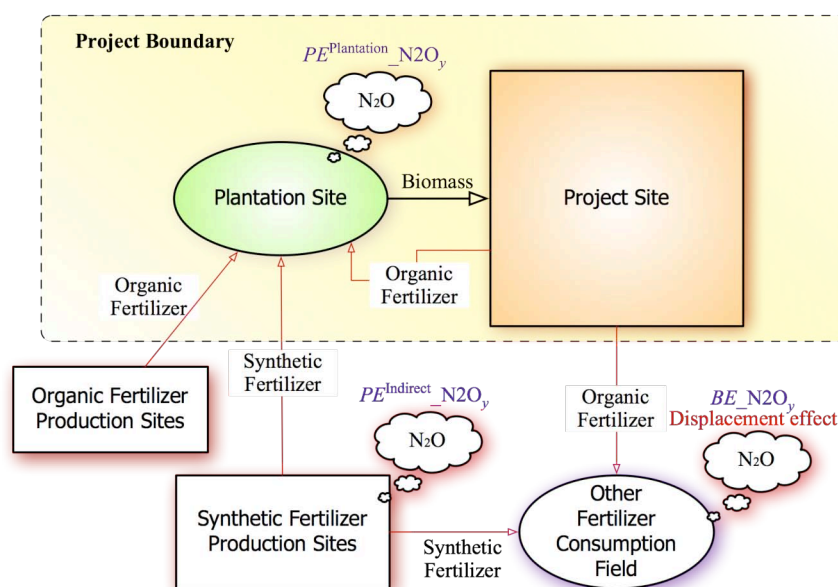 Project Boundary
PE^Plantation_N2O_y
N₂O
Plantation Site
Biomass
Project Site
Organic
Fertilizer
Organic
Fertilizer
Synthetic
Fertilizer
Organic Fertilizer
Production Sites
PE^Indirect_N2O_y
N₂O
Organic
Fertilizer
BE_N2O_y
Displacement effect
N₂O
Synthetic Fertilizer
Production Sites
Synthetic
Fertilizer
Other
Fertilizer
Consumption
Field